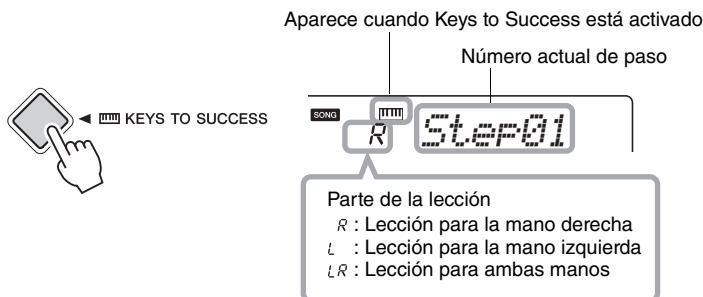 Aparece cuando Keys to Success está activado
Número actual de paso
KEYS TO SUCCESS
SONG
R
Step01
Parte de la lección
R : Lección para la mano derecha
L : Lección para la mano izquierda
LR : Lección para ambas manos